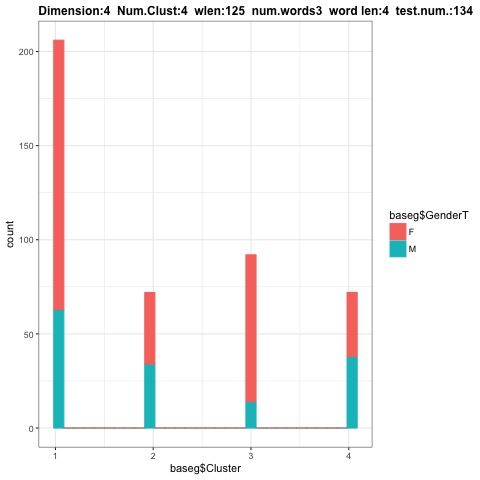 Dimension:4  Num.Clust:4  wlen:125  num.words3  word len:4  test.num.:134
200
150
100
50
0
count
1 2 3 4
baseg$Cluster
baseg$GenderT
F
M